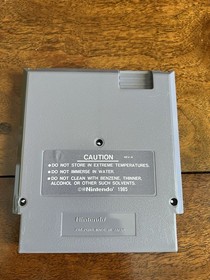 CAUTION
● DO NOT STORE IN EXTREME TEMPERATURES.
● DO NOT IMMERSE IN WATER.
● DO NOT CLEAN WITH BENZENE, THINNER,
ALCOHOL OR OTHER SUCH SOLVENTS.
©®Nintendo® 1985
Nintendo